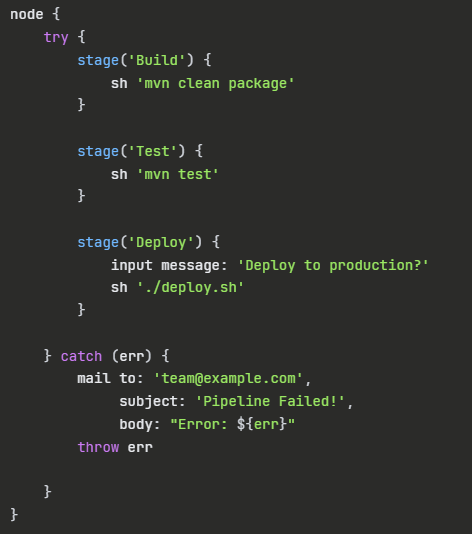 node {
    try {
        stage('Build') {
            sh 'mvn clean package'
        }

        stage('Test') {
            sh 'mvn test'
        }

        stage('Deploy') {
            input message: 'Deploy to production?'
            sh './deploy.sh'
        }

    } catch (err) {
        mail to: 'team@example.com',
             subject: 'Pipeline Failed!',
             body: "Error: ${err}"
        throw err

    }
}